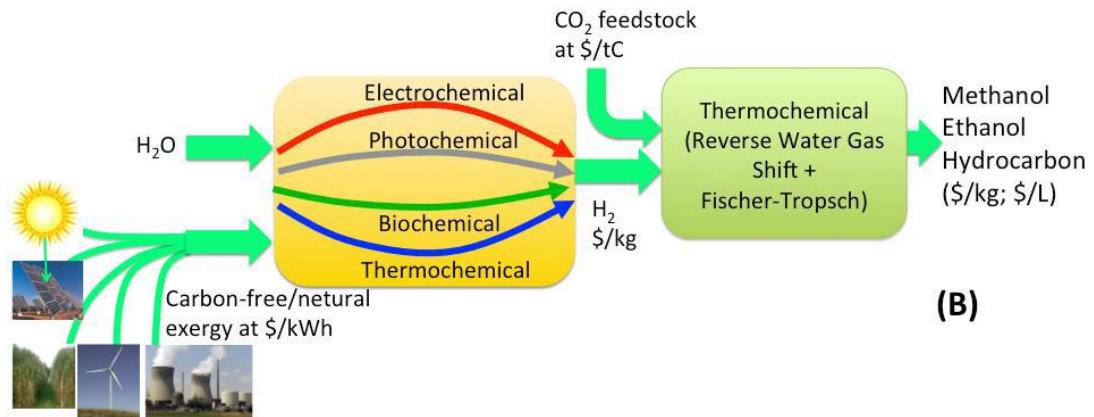 CO₂ feedstock
at $/tC
Electrochemical
Photochemical
Biochemical
Thermochemical
H₂O
H₂
$/kg
Thermochemical
(Reverse Water Gas
Shift +
Fischer-Tropsch)
Methanol
Ethanol
Hydrocarbon
($/kg; $/L)
Carbon-free/netural
exergy at $/kWh
(B)